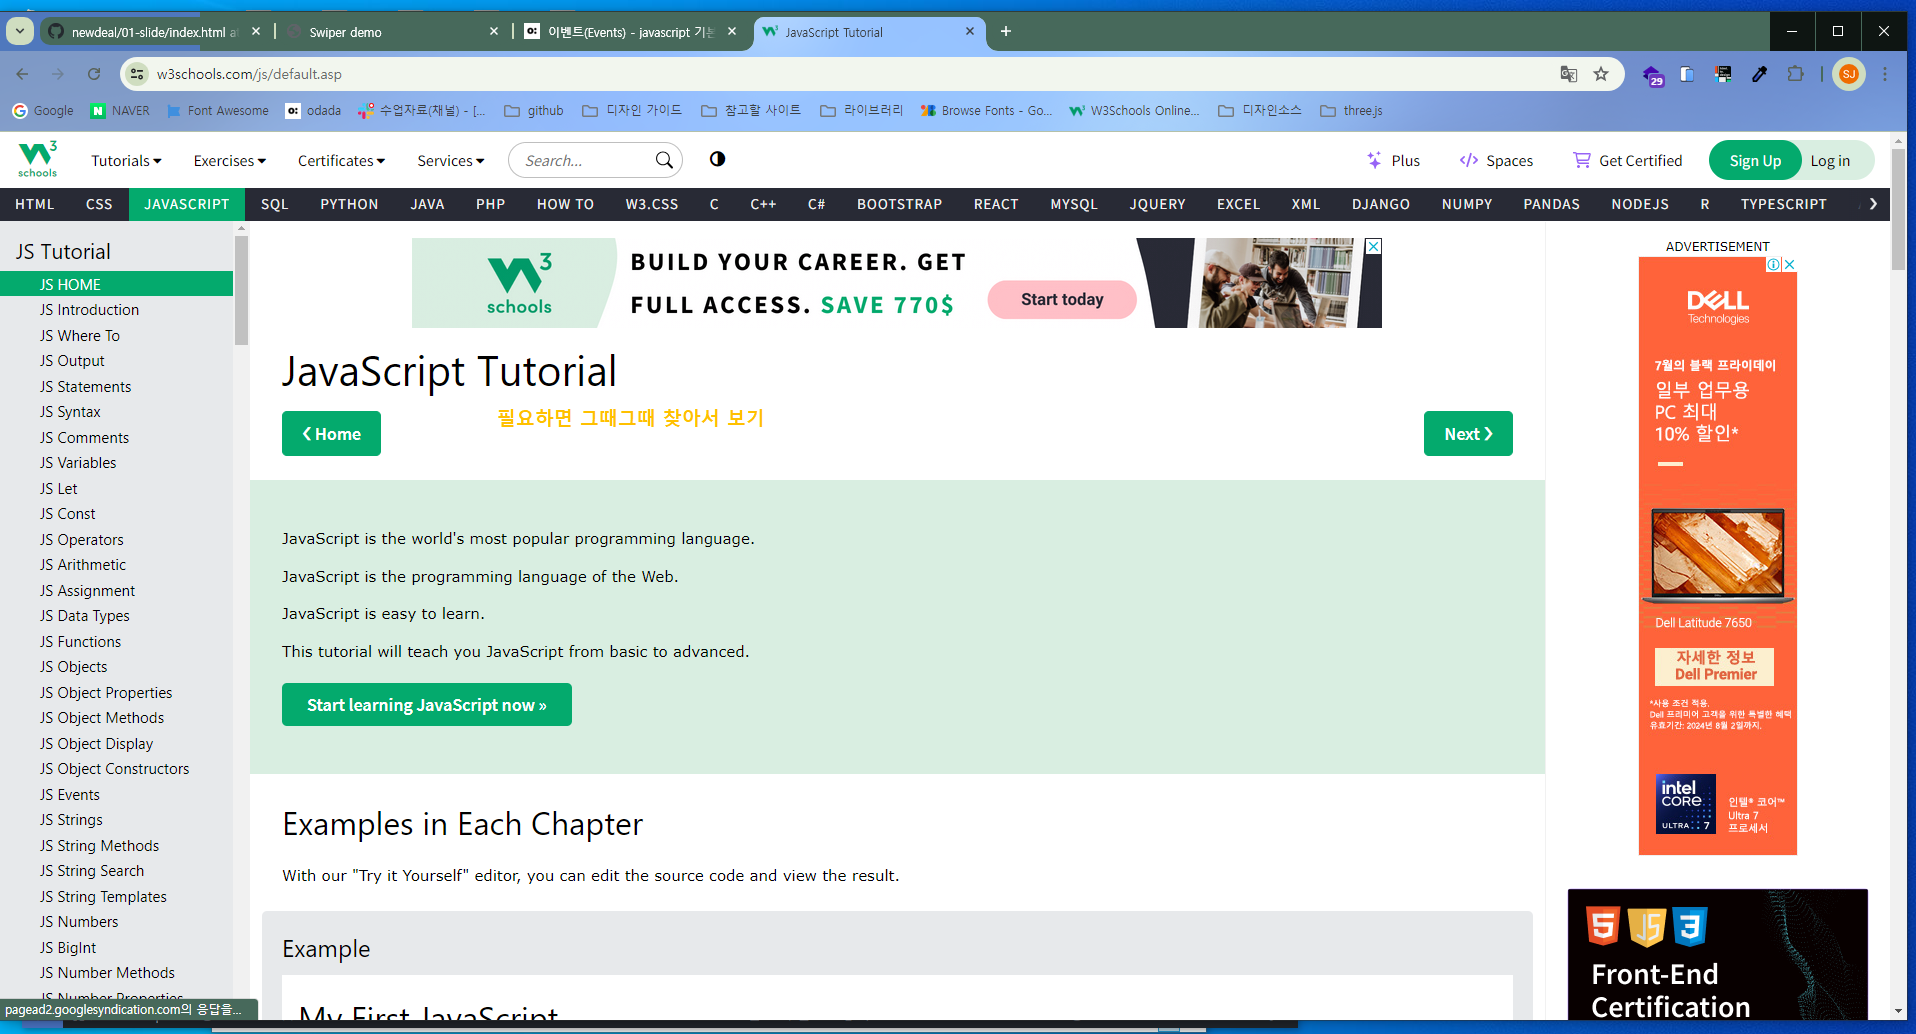 newdeal/01-slide/index.html a
Swiper demo
이벤트(Events) - javascript 기본
JavaScript Tutorial
w3schools.com/js/default.asp
29
SJ
Google
NAVER
Font Awesome
odada
수업자료(채널) - [...
github
디자인 가이드
참고할 사이트
라이브러리
Browse Fonts - Go...
W3Schools Online...
디자인소스
three.js
W3 schools
Tutorials
Exercises
Certificates
Services
Search...
Plus
Spaces
Get Certified
Sign Up
Log in
HTML
CSS
JAVASCRIPT
SQL
PYTHON
JAVA
PHP
HOW TO
W3.CSS
C
C++
C#
BOOTSTRAP
REACT
MYSQL
JQUERY
EXCEL
XML
DJANGO
NUMPY
PANDAS
NODEJS
R
TYPESCRIPT
JS Tutorial
JS HOME
JS Introduction
JS Where To
JS Output
JS Statements
JS Syntax
JS Comments
JS Variables
JS Let
JS Const
JS Operators
JS Arithmetic
JS Assignment
JS Data Types
JS Functions
JS Objects
JS Object Properties
JS Object Methods
JS Object Display
JS Object Constructors
JS Events
JS Strings
JS String Methods
JS String Search
JS String Templates
JS Numbers
JS BigInt
JS Number Methods
JS Number Properties
pagead2.googlesyndication.com의 응답을...
W3 schools
BUILD YOUR CAREER. GET
FULL ACCESS. SAVE 770$
Start today
JavaScript Tutorial
❮ Home
필요하면 그때그때 찾아서 보기
Next ❯
JavaScript is the world's most popular programming language.
JavaScript is the programming language of the Web.
JavaScript is easy to learn.
This tutorial will teach you JavaScript from basic to advanced.
Start learning JavaScript now »
Examples in Each Chapter
With our "Try it Yourself" editor, you can edit the source code and view the result.
Example
My First JavaScript
ADVERTISEMENT
DELL
Technologies
7월의 블랙 프라이데이
일부 업무용
PC 최대
10% 할인*
Dell Latitude 7650
자세한 정보
Dell Premier
*사용 조건 적용.
Dell 프리미어 고객을 위한 특별한 혜택
유효기간: 2024년 8월 2일까지.
intel
CORE
ULTRA 7
인텔® 코어™
Ultra 7
프로세서
5
JS
3
Front-End
Certification